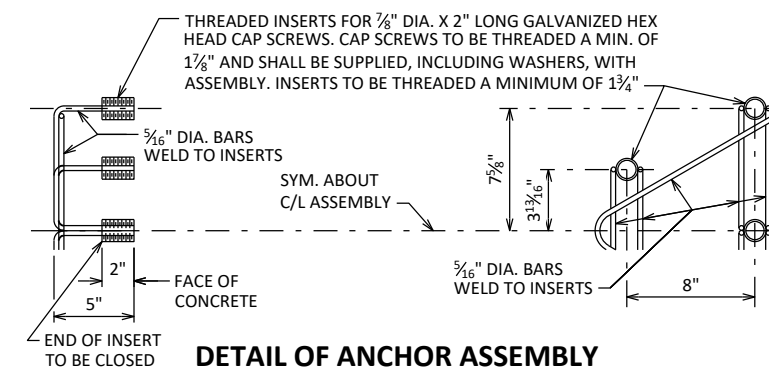 THREADED INSERTS FOR ⅞" DIA. X 2" LONG GALVANIZED HEX
HEAD CAP SCREWS. CAP SCREWS TO BE THREADED A MIN. OF
1⅞" AND SHALL BE SUPPLIED, INCLUDING WASHERS, WITH
ASSEMBLY. INSERTS TO BE THREADED A MINIMUM OF 1¾"
5⁄16" DIA. BARS
WELD TO INSERTS
SYM. ABOUT
C/L ASSEMBLY
7⅝"
3 13⁄16"
5⁄16" DIA. BARS
WELD TO INSERTS
8"
2"
5"
FACE OF
CONCRETE
END OF INSERT
TO BE CLOSED
DETAIL OF ANCHOR ASSEMBLY